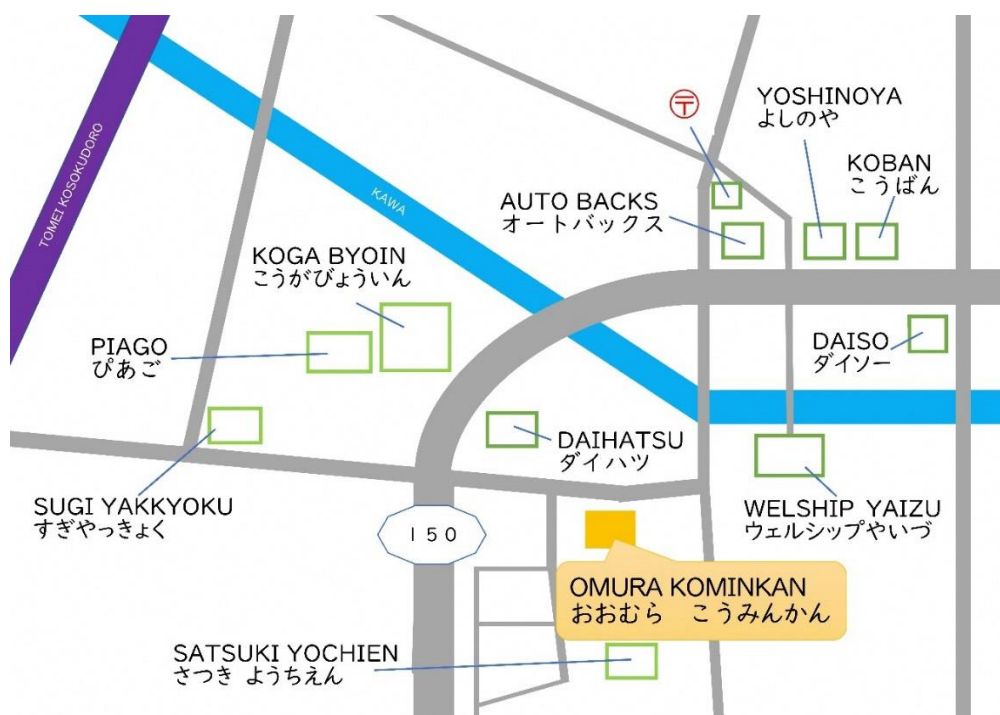 TOMEI KOSOKUDORO
KAWA
〒
YOSHINOYA
よしのや
KOBAN
こうばん
AUTO BACKS
オートバックス
KOGA BYOIN
こうがびょういん
PIAGO
ぴあご
DAISO
ダイソー
DAIHATSU
ダイハツ
SUGI YAKKYOKU
すぎやっきょく
WELSHIP YAIZU
ウェルシップやいづ
150
OMURA KOMINKAN
おおむら　こうみんかん
SATSUKI YOCHIEN
さつき ようちえん